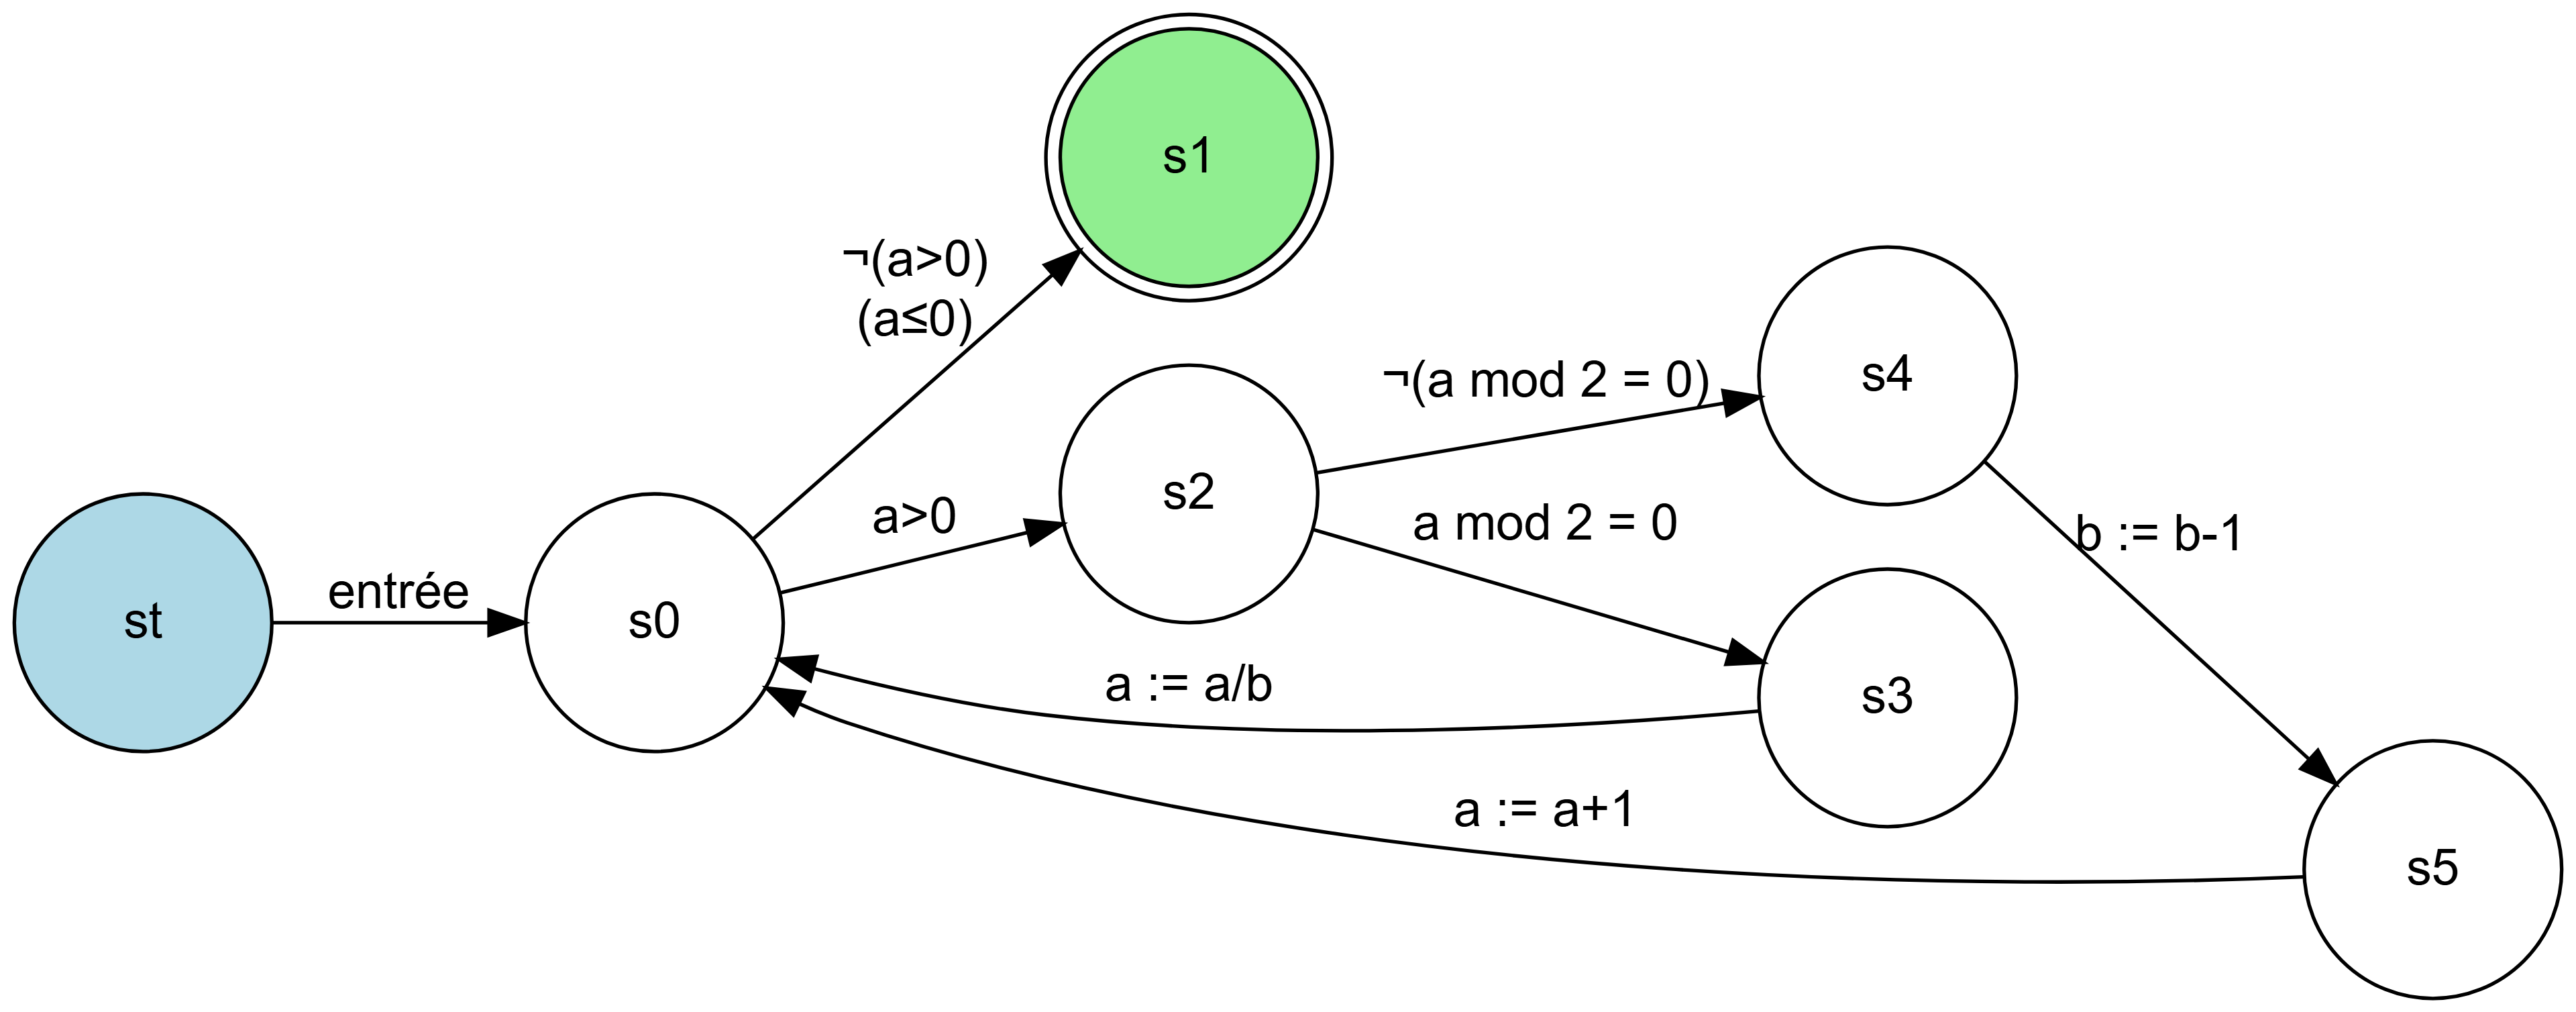 s1
¬(a>0)
(a≤0)
s4
¬(a mod 2 = 0)
s2
a>0
a mod 2 = 0
b := b-1
entrée
st
s0
a := a/b
s3
a := a+1
s5